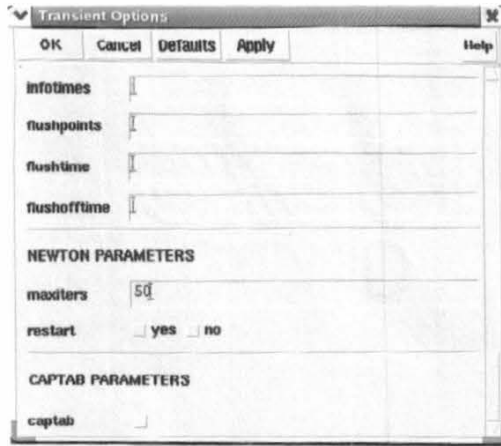 Transient Options
OK Cancel Defaults Apply Help
infotimes
flushpoints
flushtime
flushofftime
NEWTON PARAMETERS
maxiters 50
restart yes no
CAPTAB PARAMETERS
captab